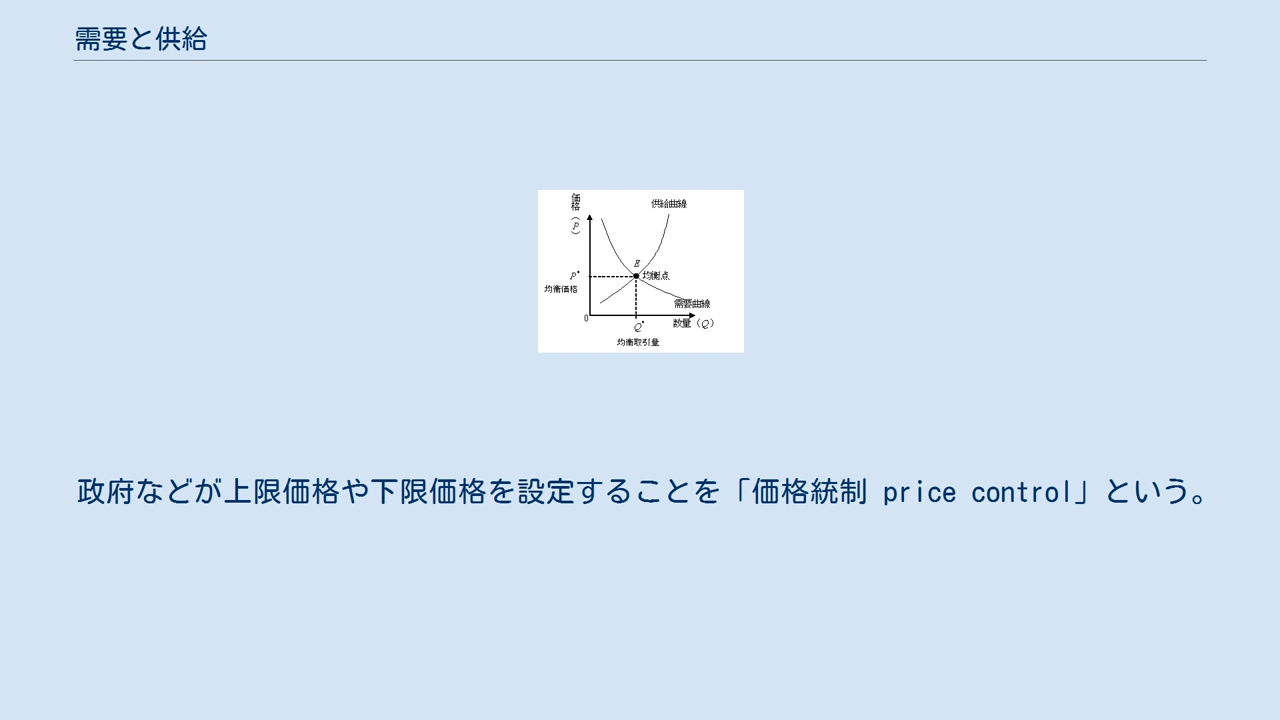 需要と供給
価格(P)
供給曲線
E
P*
均衡点
均衡価格
需要曲線
0
Q*
数量(Q)
均衡取引量
政府などが上限価格や下限価格を設定することを「価格統制 price control」という。